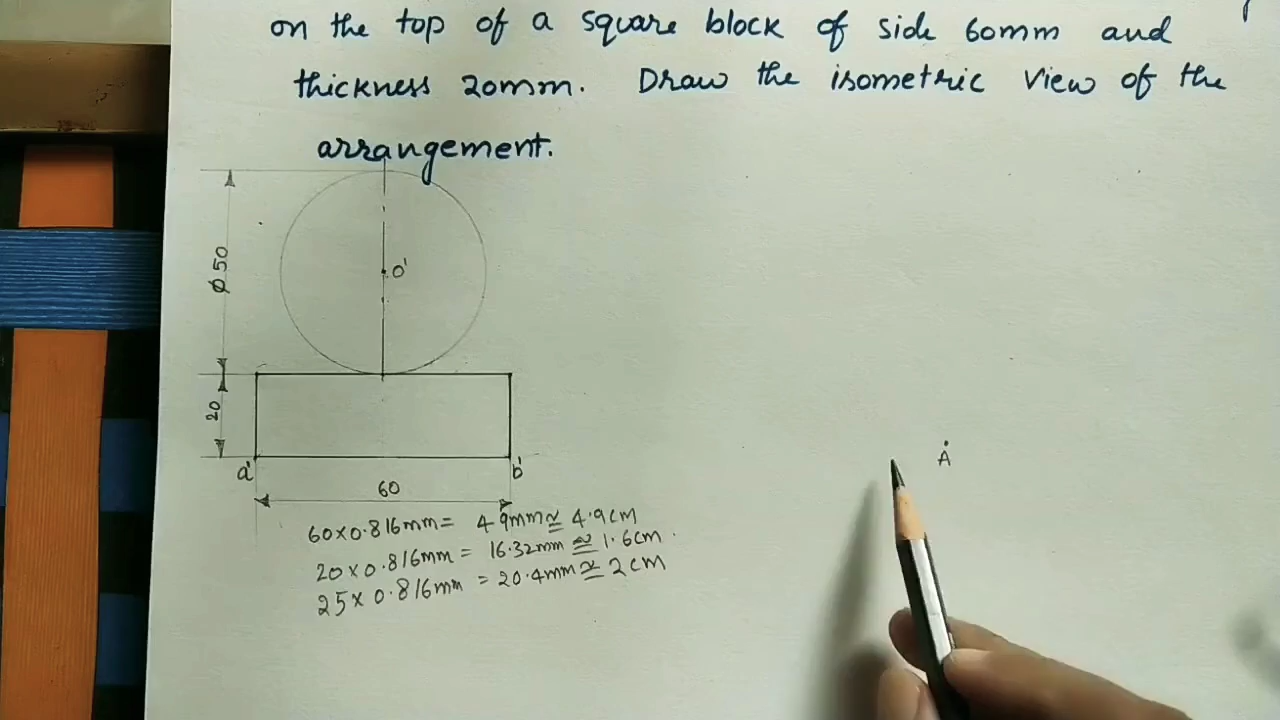 on the top of a square block of side 60mm and
thickness 20mm. Draw the isometric view of the
arrangement.
φ50
O'
20
a' b'
60
60×0.816mm = 49mm ≅ 4.9cm
20×0.816mm = 16.32mm ≅ 1.6cm.
25×0.816mm = 20.4mm ≅ 2cm
A